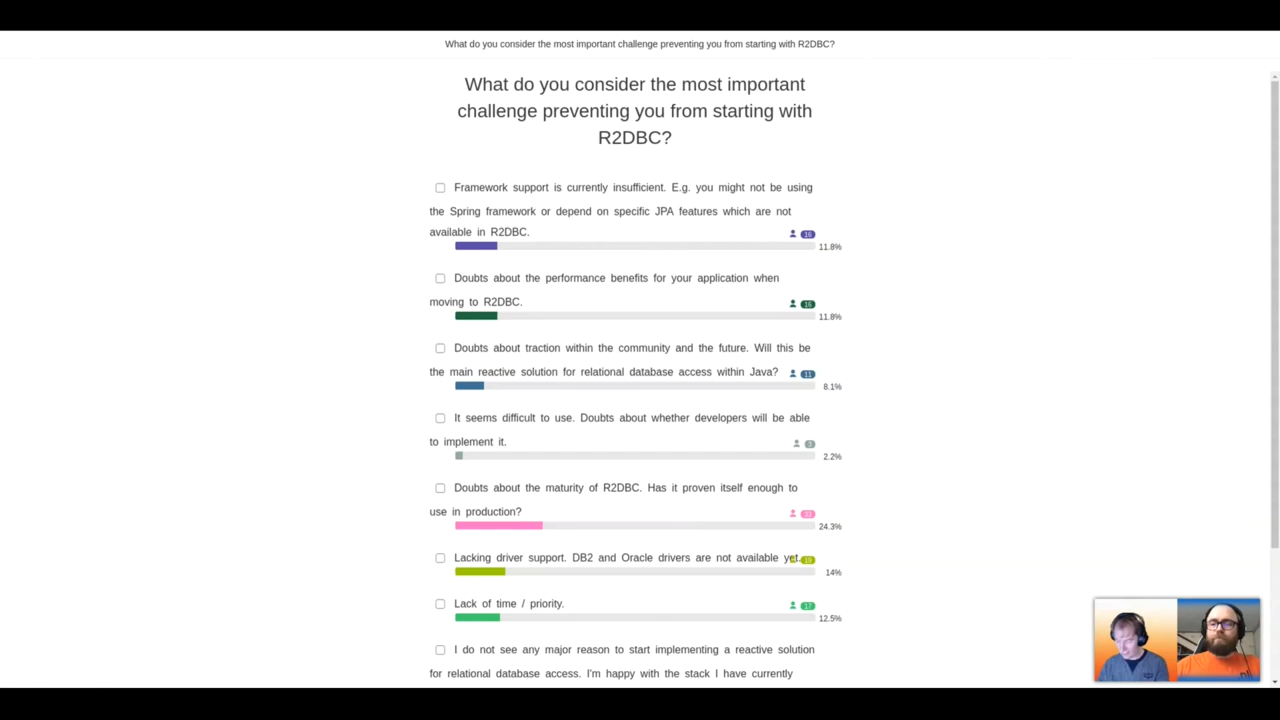 What do you consider the most important challenge preventing you from starting with R2DBC?
What do you consider the most important
challenge preventing you from starting with
R2DBC?
Framework support is currently insufficient. E.g. you might not be using
the Spring framework or depend on specific JPA features which are not
available in R2DBC.
16
11.8%
Doubts about the performance benefits for your application when
moving to R2DBC.
16
11.8%
Doubts about traction within the community and the future. Will this be
the main reactive solution for relational database access within Java?
11
8.1%
It seems difficult to use. Doubts about whether developers will be able
to implement it.
3
2.2%
Doubts about the maturity of R2DBC. Has it proven itself enough to
use in production?
33
24.3%
Lacking driver support. DB2 and Oracle drivers are not available yet.
19
14%
Lack of time / priority.
17
12.5%
I do not see any major reason to start implementing a reactive solution
for relational database access. I'm happy with the stack I have currently